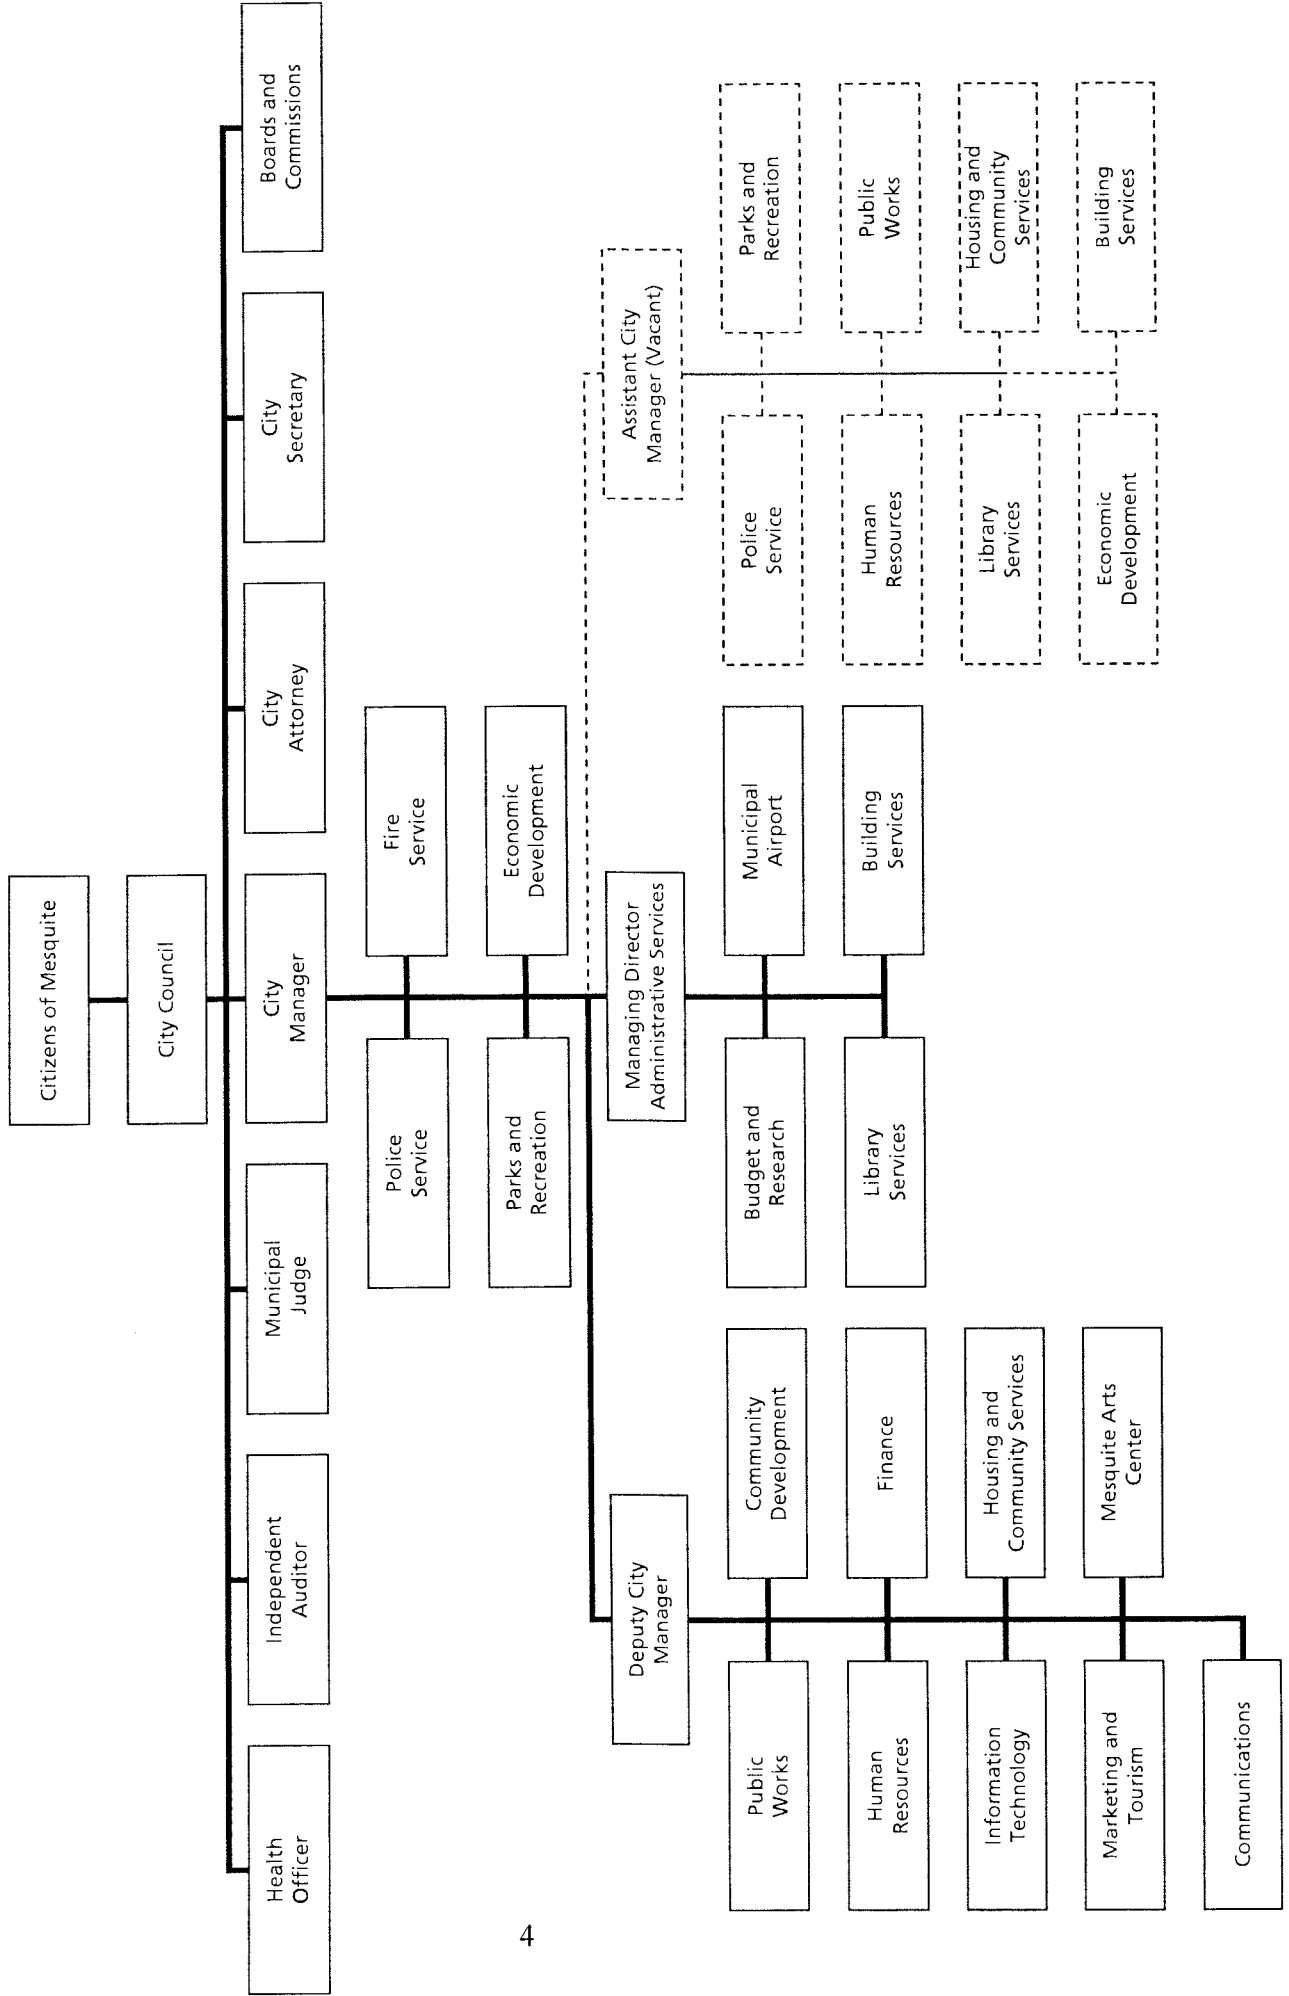 Citizens of Mesquite
City Council
Health
Officer
Independent
Auditor
Municipal
Judge
City
Manager
City
Attorney
City
Secretary
Boards and
Commissions
Police
Service
Fire
Service
Parks and
Recreation
Economic
Development
Deputy City
Manager
Managing Director
Administrative Services
Assistant City
Manager (Vacant)
Public
Works
Community
Development
Human
Resources
Finance
Information
Technology
Housing and
Community Services
Marketing and
Tourism
Mesquite Arts
Center
Communications
Budget and
Research
Municipal
Airport
Library
Services
Building
Services
Police
Service
Parks and
Recreation
Human
Resources
Public
Works
Library
Services
Housing and
Community
Services
Economic
Development
Building
Services
4